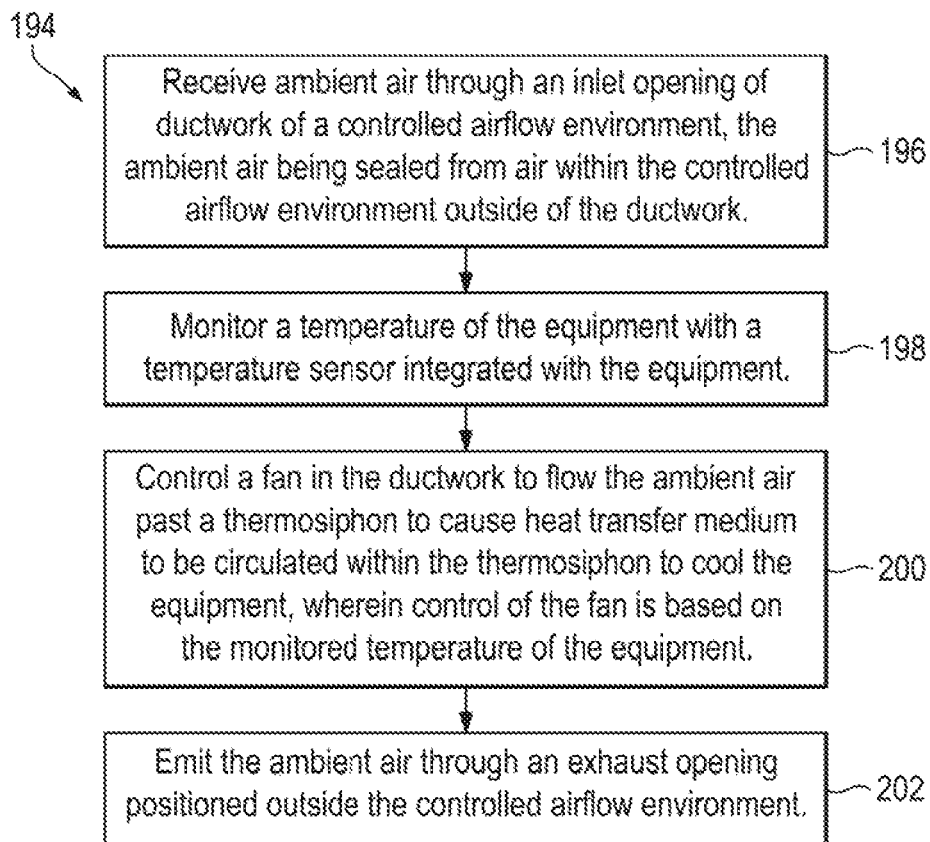 194
Receive ambient air through an inlet opening of
ductwork of a controlled airflow environment, the
ambient air being sealed from air within the controlled
airflow environment outside of the ductwork.
196
Monitor a temperature of the equipment with a
temperature sensor integrated with the equipment.
198
Control a fan in the ductwork to flow the ambient air
past a thermosiphon to cause heat transfer medium
to be circulated within the thermosiphon to cool the
equipment, wherein control of the fan is based on
the monitored temperature of the equipment.
200
Emit the ambient air through an exhaust opening
positioned outside the controlled airflow environment.
202